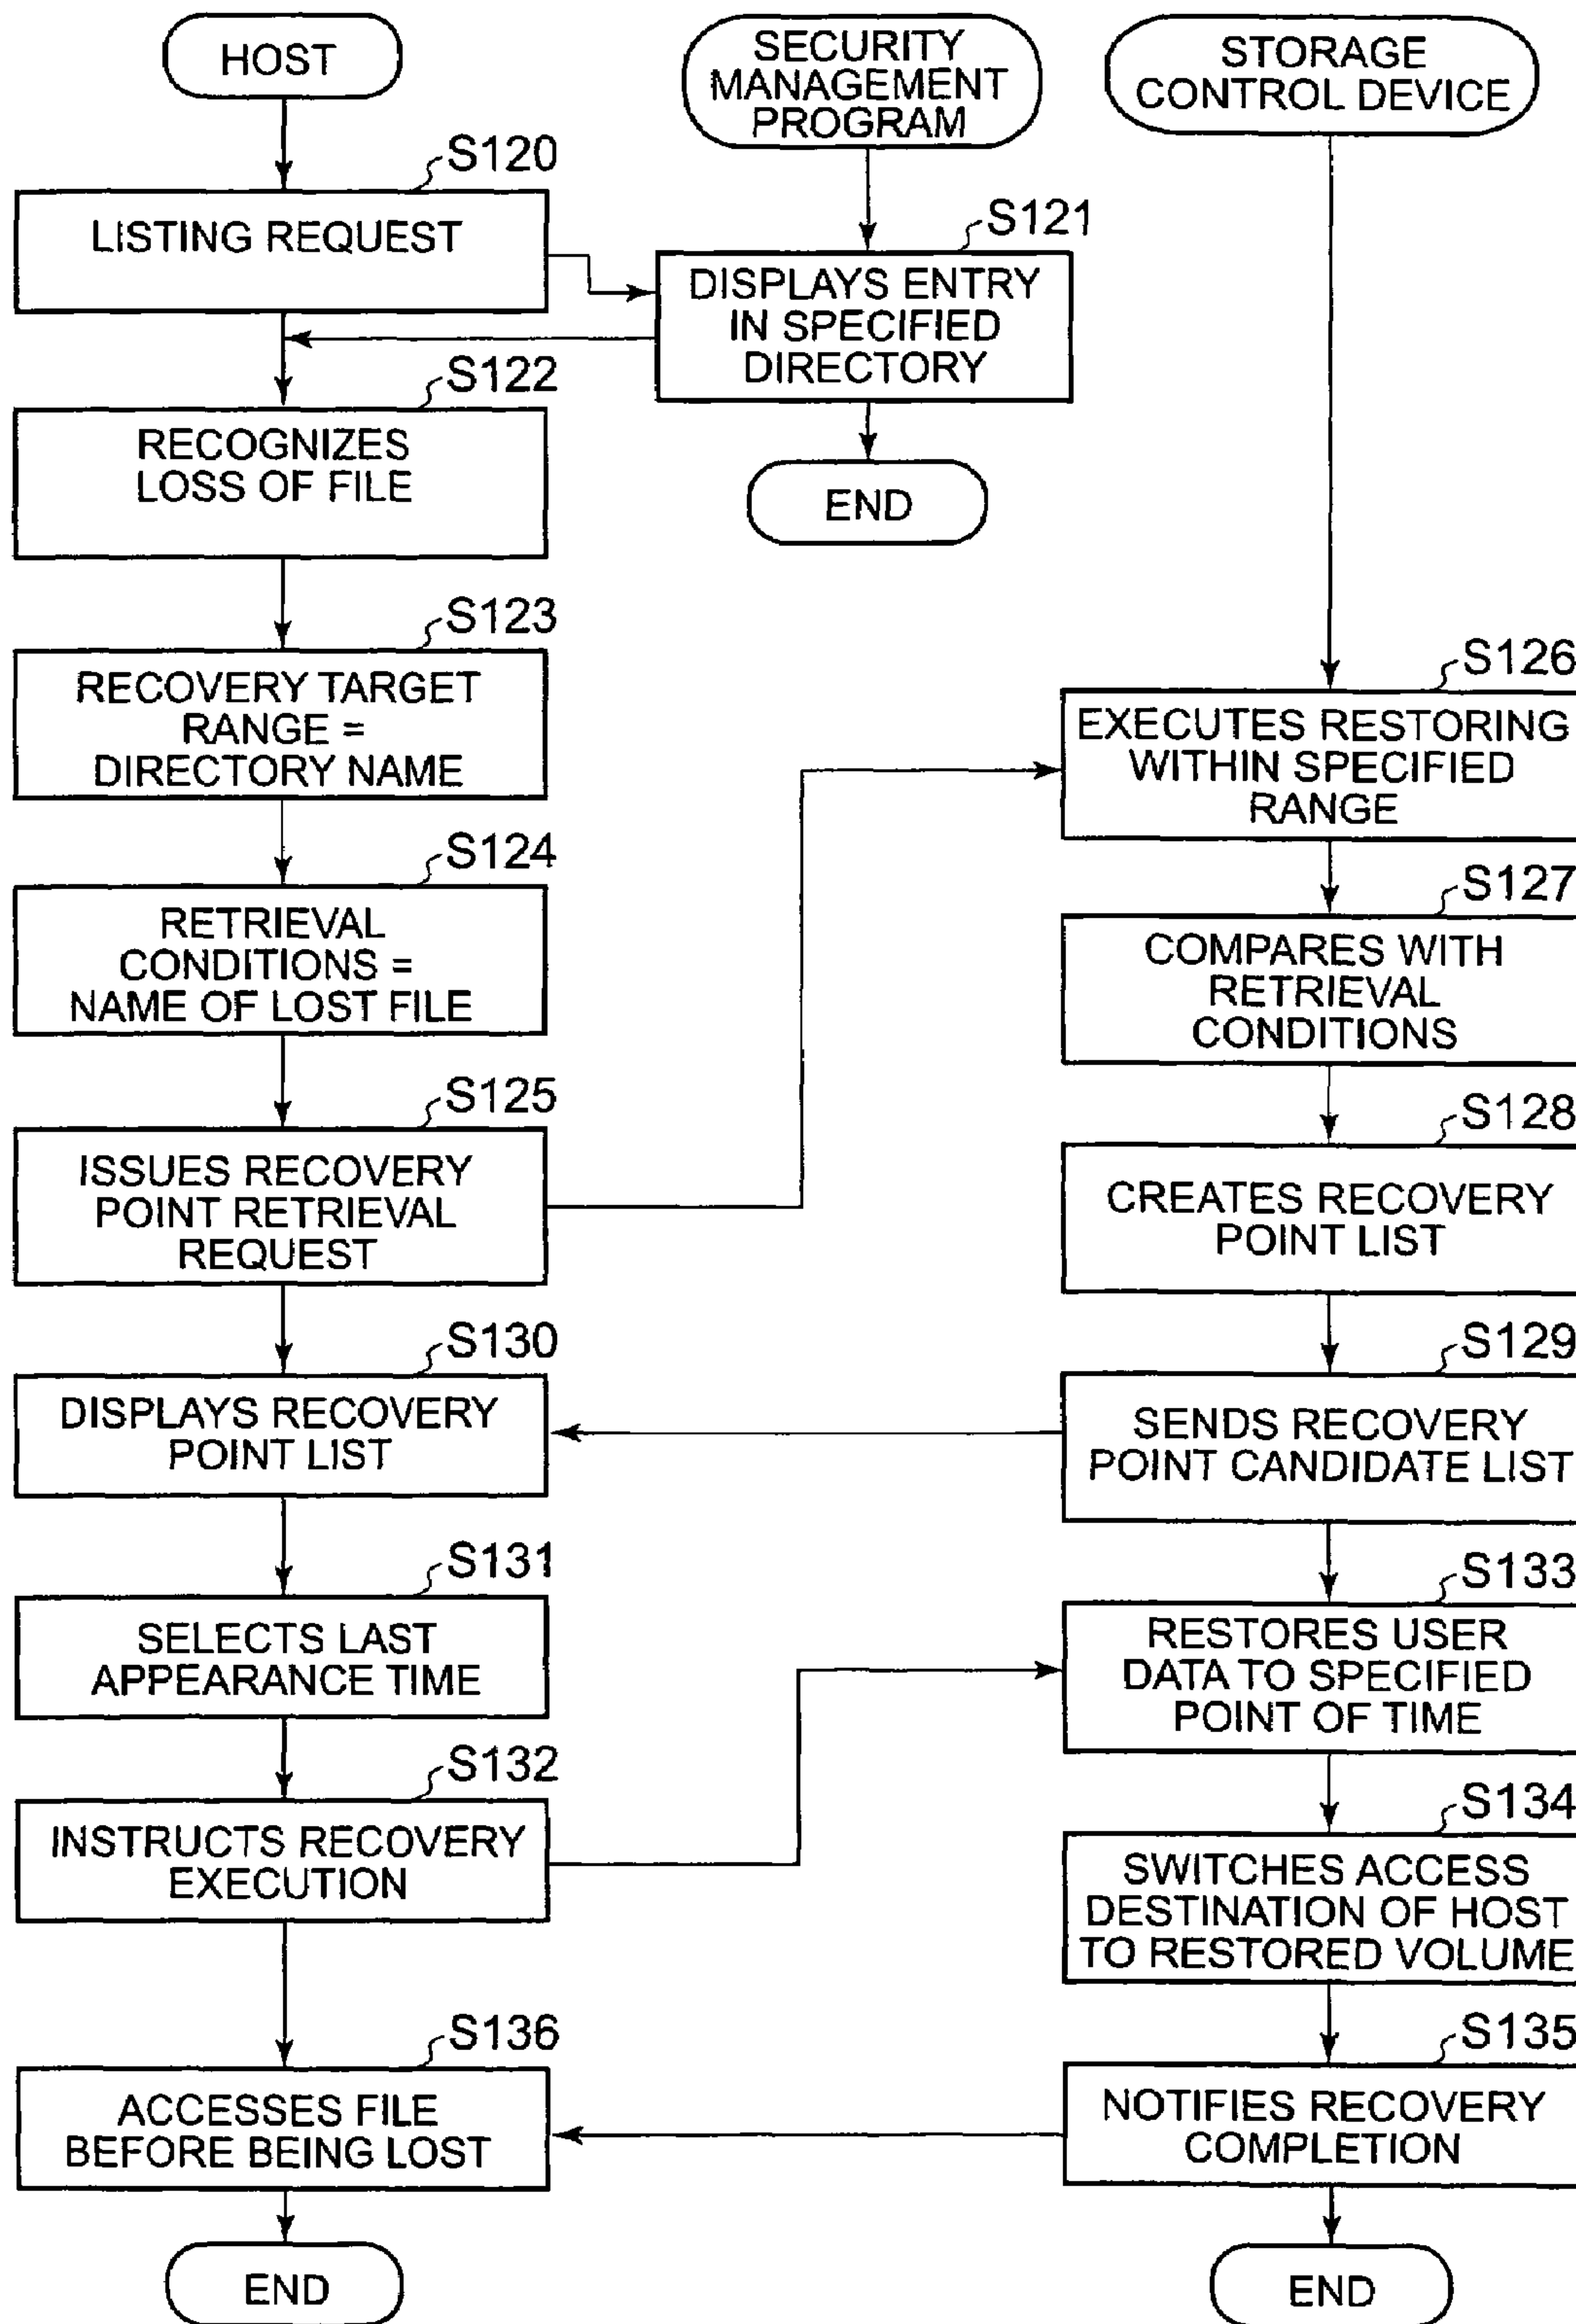 HOST
S120
LISTING REQUEST
S122
RECOGNIZES
LOSS OF FILE
S123
RECOVERY TARGET
RANGE =
DIRECTORY NAME
S124
RETRIEVAL
CONDITIONS =
NAME OF LOST FILE
S125
ISSUES RECOVERY
POINT RETRIEVAL
REQUEST
S130
DISPLAYS RECOVERY
POINT LIST
S131
SELECTS LAST
APPEARANCE TIME
S132
INSTRUCTS RECOVERY
EXECUTION
S136
ACCESSES FILE
BEFORE BEING LOST
END
SECURITY
MANAGEMENT
PROGRAM
S121
DISPLAYS ENTRY
IN SPECIFIED
DIRECTORY
END
STORAGE
CONTROL DEVICE
S126
EXECUTES RESTORING
WITHIN SPECIFIED
RANGE
S127
COMPARES WITH
RETRIEVAL
CONDITIONS
S128
CREATES RECOVERY
POINT LIST
S129
SENDS RECOVERY
POINT CANDIDATE LIST
S133
RESTORES USER
DATA TO SPECIFIED
POINT OF TIME
S134
SWITCHES ACCESS
DESTINATION OF HOST
TO RESTORED VOLUME
S135
NOTIFIES RECOVERY
COMPLETION
END